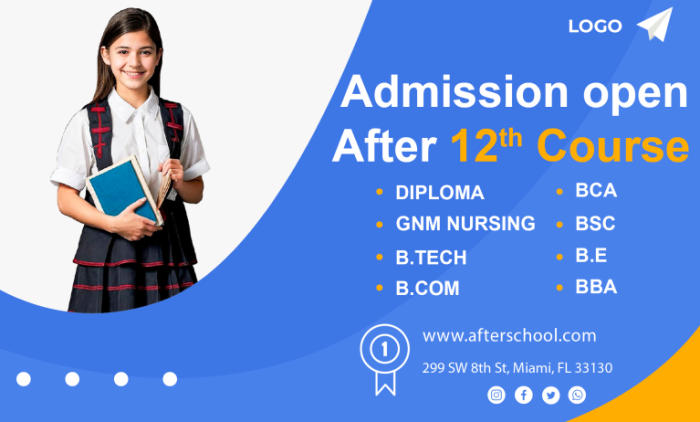 LOGO
Admission open
After 12th Course
DIPLOMA
GNM NURSING
B.TECH
B.COM
BCA
BSC
B.E
BBA
1
www.afterschool.com
299 SW 8th St, Miami, FL 33130